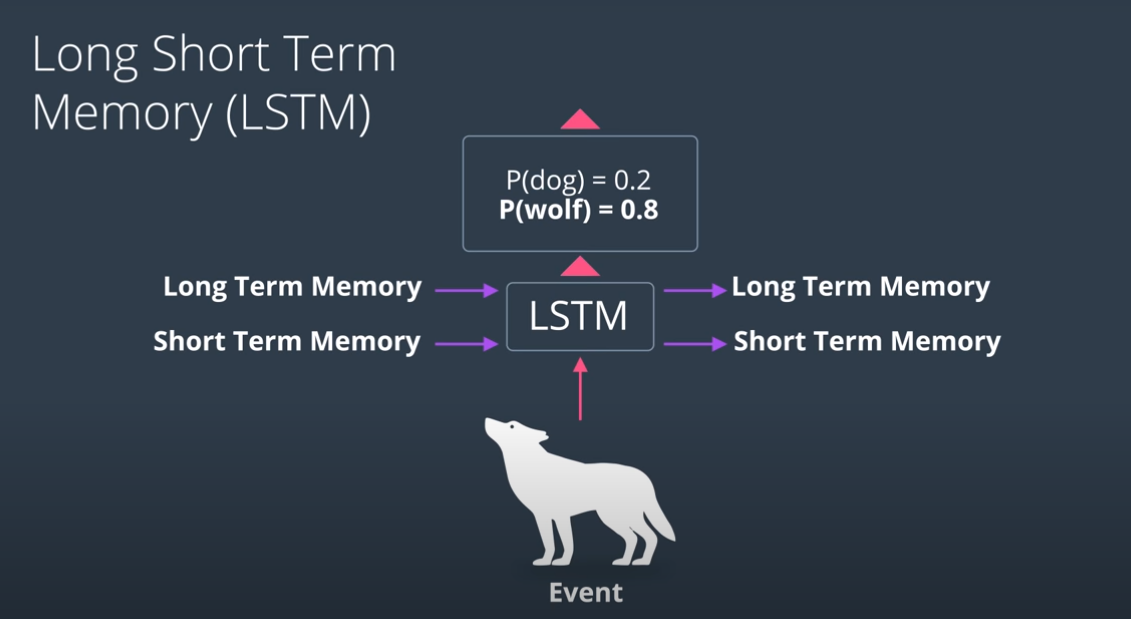 Long Short Term
Memory (LSTM)
P(dog) = 0.2
P(wolf) = 0.8
Long Term Memory
LSTM
Long Term Memory
Short Term Memory
Short Term Memory
Event